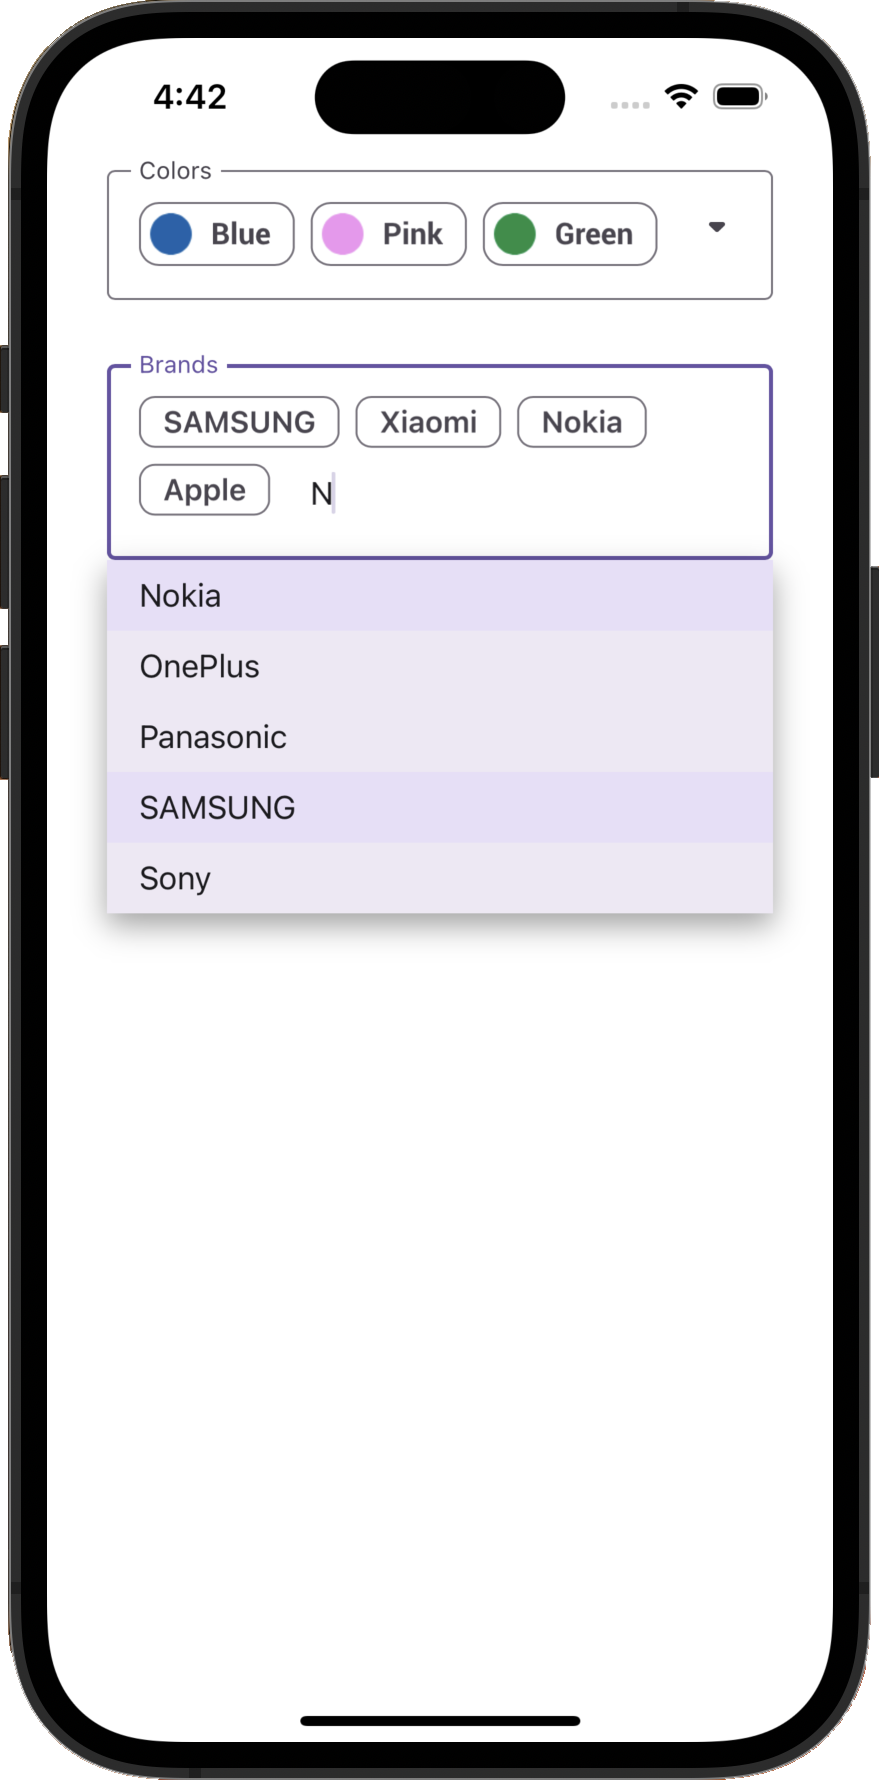 4:42
Colors
Blue Pink Green
Brands
SAMSUNG Xiaomi Nokia
Apple N
Nokia
OnePlus
Panasonic
SAMSUNG
Sony